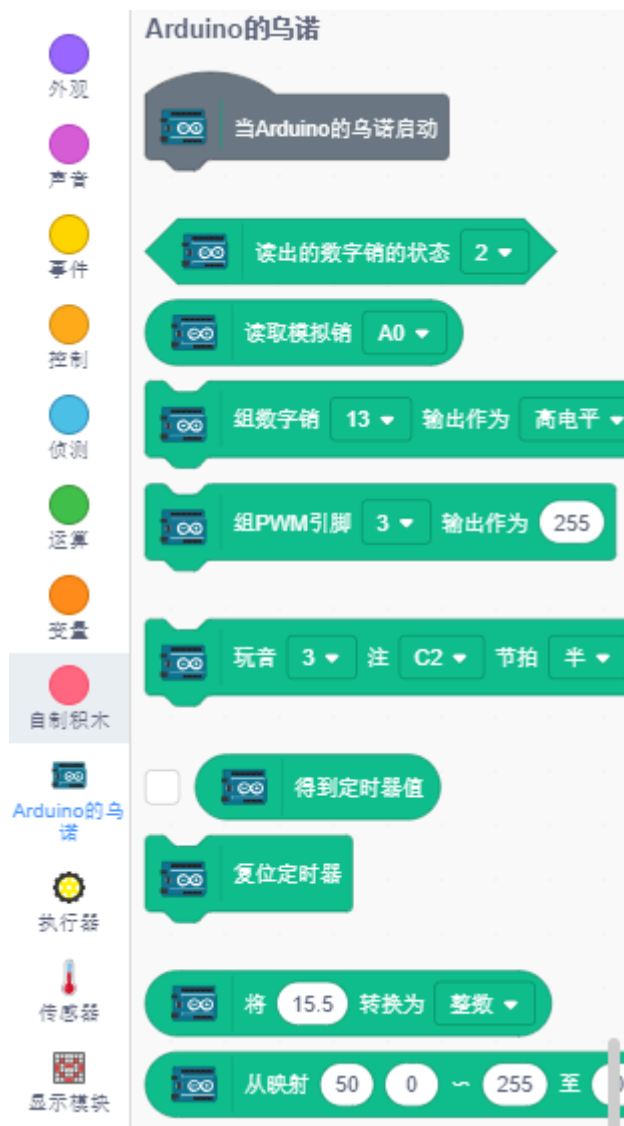 Arduino的乌诺
外观
声音
事件
控制
侦测
运算
变量
自制积木
Arduino的乌
诺
执行器
传感器
显示模块
当Arduino的乌诺启动
读出的数字销的状态 2
读取模拟销 A0
组数字销 13 输出作为 高电平
组PWM引脚 3 输出作为 255
玩音 3 注 C2 节拍 半
得到定时器值
复位定时器
将 15.5 转换为 整数
从映射 50 0 ~ 255 至